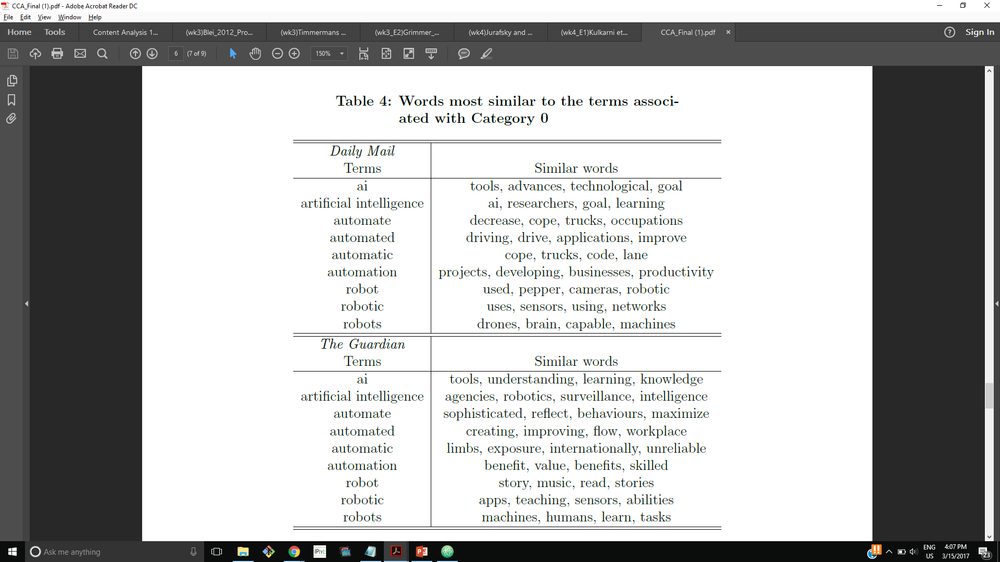 CCA_Final (1).pdf - Adobe Acrobat Reader DC
File Edit View Window Help
Home Tools Content Analysis 1... (wk3)Blei_2012_Pro... (wk3)Timmermans ... (wk3_E2)Grimmer_... (wk4)Jurafsky and ... (wk4_E1)Kulkarni et... CCA_Final (1).pdf × ? Sign In
6 (7 of 9) 150%
Table 4: Words most similar to the terms associ-
ated with Category 0
Daily Mail
Terms Similar words
ai tools, advances, technological, goal
artificial intelligence ai, researchers, goal, learning
automate decrease, cope, trucks, occupations
automated driving, drive, applications, improve
automatic cope, trucks, code, lane
automation projects, developing, businesses, productivity
robot used, pepper, cameras, robotic
robotic uses, sensors, using, networks
robots drones, brain, capable, machines
The Guardian
Terms Similar words
ai tools, understanding, learning, knowledge
artificial intelligence agencies, robotics, surveillance, intelligence
automate sophisticated, reflect, behaviours, maximize
automated creating, improving, flow, workplace
automatic limbs, exposure, internationally, unreliable
automation benefit, value, benefits, skilled
robot story, music, read, stories
robotic apps, teaching, sensors, abilities
robots machines, humans, learn, tasks
Ask me anything
IP[y]:
ENG
US
4:07 PM
3/15/2017
23